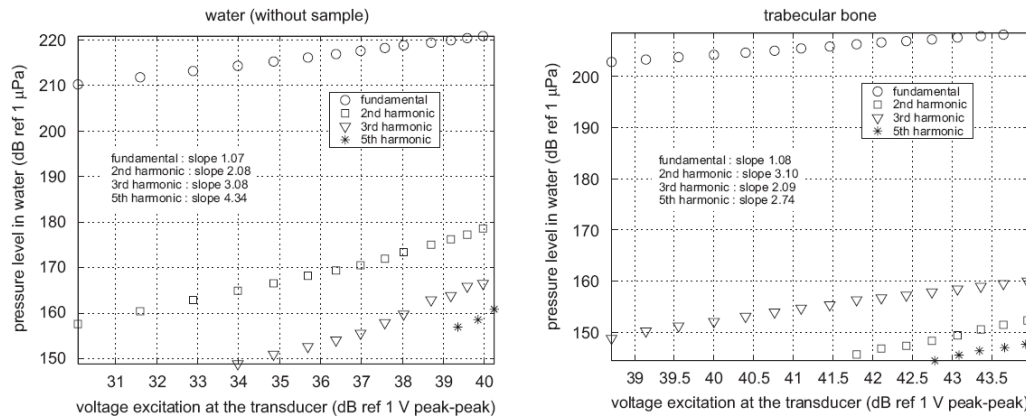 water (without sample)
220
210
200
190
180
170
160
150
31
32
33
34
35
36
37
38
39
40
pressure level in water (dB ref 1 μPa)
voltage excitation at the transducer (dB ref 1 V peak-peak)
fundamental
2nd harmonic
3rd harmonic
5th harmonic
fundamental : slope 1.07
2nd harmonic : slope 2.08
3rd harmonic : slope 3.08
5th harmonic : slope 4.34
trabecular bone
200
190
180
170
160
150
39
39.5
40
40.5
41
41.5
42
42.5
43
43.5
pressure level in water (dB ref 1 μPa)
voltage excitation at the transducer (dB ref 1 V peak-peak)
fundamental
2nd harmonic
3rd harmonic
5th harmonic
fundamental : slope 1.08
2nd harmonic : slope 3.10
3rd harmonic : slope 2.09
5th harmonic : slope 2.74